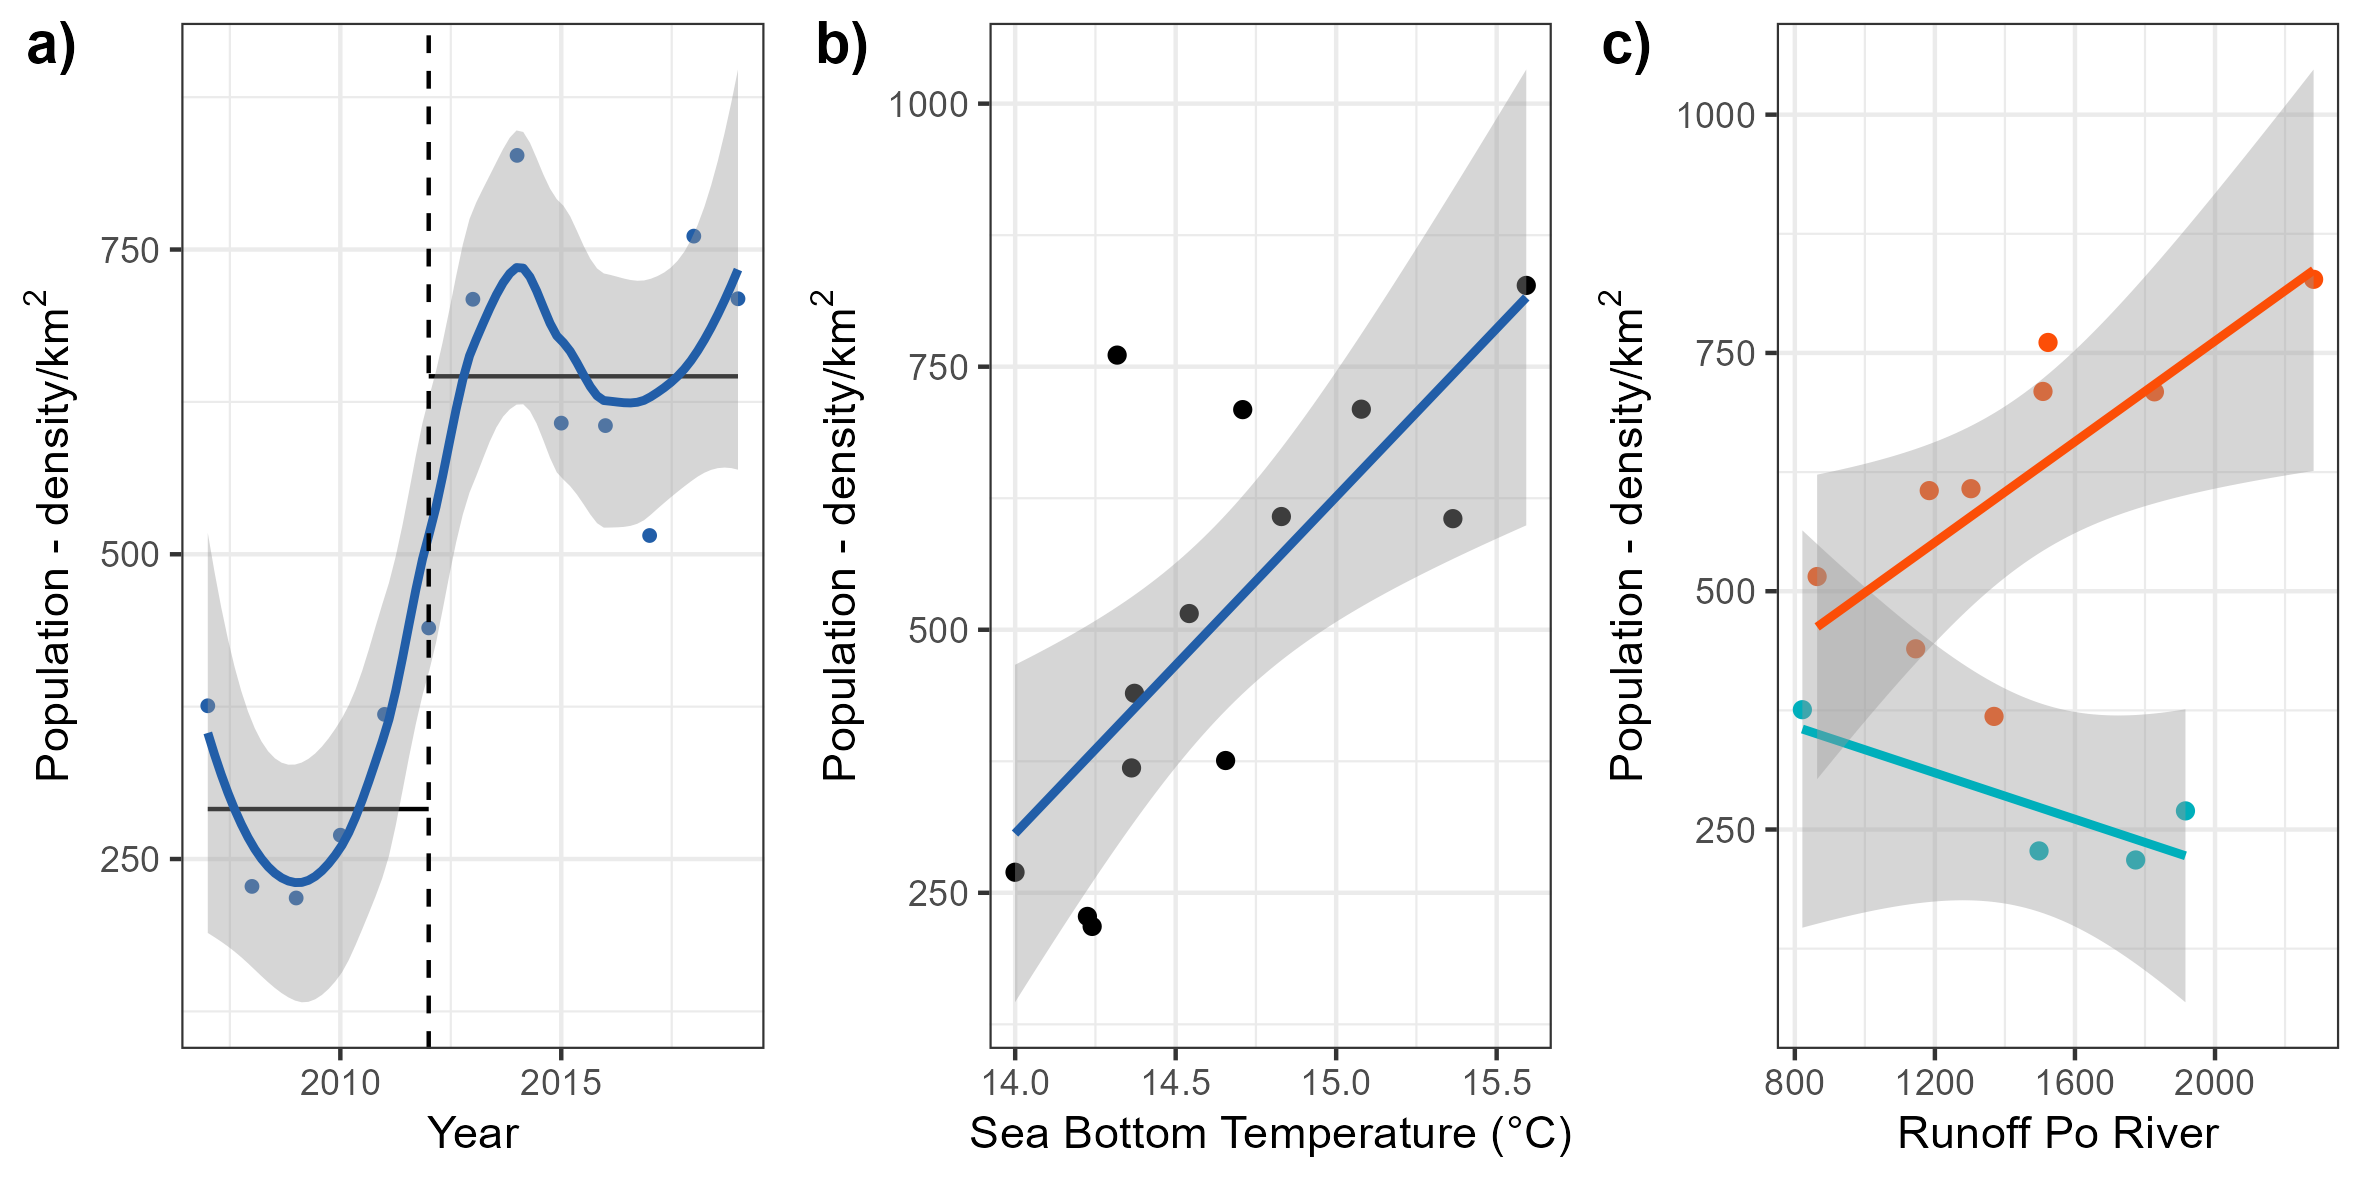 a)
Population - density/km²
750
500
250
2010
2015
Year
b)
Population - density/km²
1000
750
500
250
14.0
14.5
15.0
15.5
Sea Bottom Temperature (°C)
c)
Population - density/km²
1000
750
500
250
800
1200
1600
2000
Runoff Po River